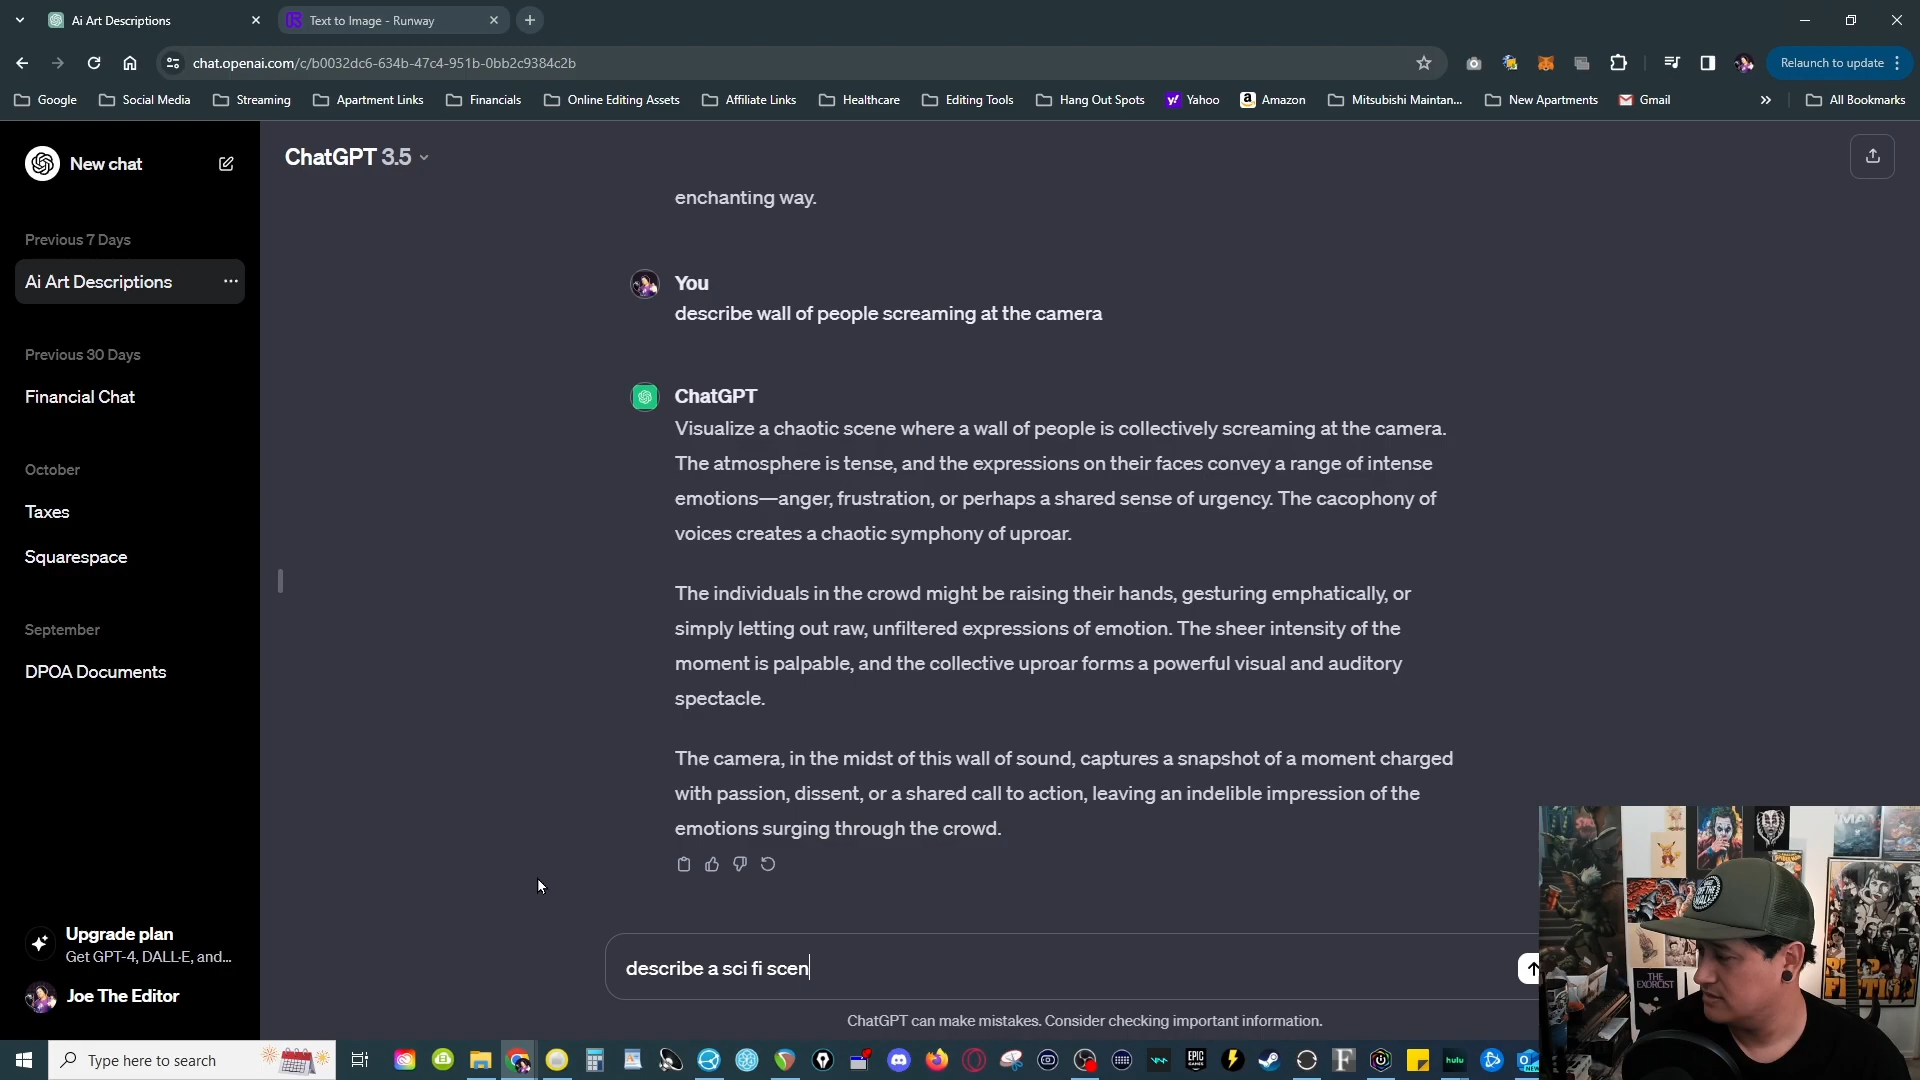 Ai Art Descriptions
Text to Image - Runway
chat.openai.com/c/b0032dc6-634b-47c4-951b-0bb2c9384c2b
Relaunch to update
Google
Social Media
Streaming
Apartment Links
Financials
Online Editing Assets
Affiliate Links
Healthcare
Editing Tools
Hang Out Spots
Yahoo
Amazon
Mitsubishi Maintan...
New Apartments
Gmail
All Bookmarks
New chat
Previous 7 Days
Ai Art Descriptions
Previous 30 Days
Financial Chat
October
Taxes
Squarespace
September
DPOA Documents
Upgrade plan
Get GPT-4, DALL·E, and...
Joe The Editor
ChatGPT 3.5
enchanting way.
You
describe wall of people screaming at the camera
ChatGPT
Visualize a chaotic scene where a wall of people is collectively screaming at the camera.
The atmosphere is tense, and the expressions on their faces convey a range of intense
emotions—anger, frustration, or perhaps a shared sense of urgency. The cacophony of
voices creates a chaotic symphony of uproar.
The individuals in the crowd might be raising their hands, gesturing emphatically, or
simply letting out raw, unfiltered expressions of emotion. The sheer intensity of the
moment is palpable, and the collective uproar forms a powerful visual and auditory
spectacle.
The camera, in the midst of this wall of sound, captures a snapshot of a moment charged
with passion, dissent, or a shared call to action, leaving an indelible impression of the
emotions surging through the crowd.
describe a sci fi scen
ChatGPT can make mistakes. Consider checking important information.
THE
EXORCIST
Type here to search
EPIC
GAMES
hulu
NEW